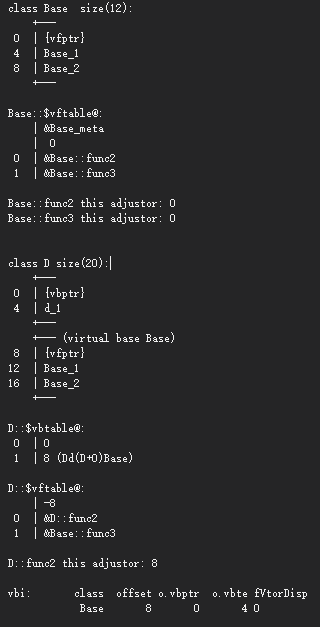 class Base  size(12):
    +---
 0  | {vfptr}
 4  | Base_1
 8  | Base_2
    +---

Base::$vftable@:
    | &Base_meta
    |  0
 0  | &Base::func2
 1  | &Base::func3

Base::func2 this adjustor: 0
Base::func3 this adjustor: 0

class D size(20):
    +---
 0  | {vbptr}
 4  | d_1
    +---
    +--- (virtual base Base)
 8  | {vfptr}
12  | Base_1
16  | Base_2
    +---

D::$vbtable@:
 0  | 0
 1  | 8 (Dd(D+0)Base)

D::$vftable@:
    | -8
 0  | &D::func2
 1  | &Base::func3

D::func2 this adjustor: 8

vbi:       class  offset o.vbptr  o.vbte fVtorDisp
            Base       8       0       4 0